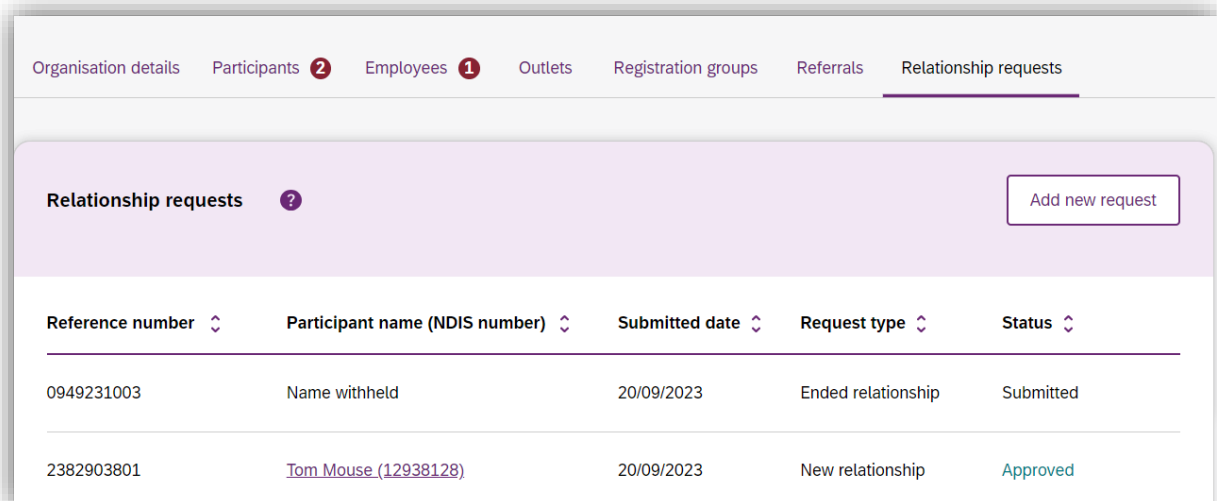 Organisation details Participants 2 Employees 1 Outlets Registration groups Referrals Relationship requests
Relationship requests ? Add new request
Reference number Participant name (NDIS number) Submitted date Request type Status
0949231003 Name withheld 20/09/2023 Ended relationship Submitted
2382903801 Tom Mouse (12938128) 20/09/2023 New relationship Approved